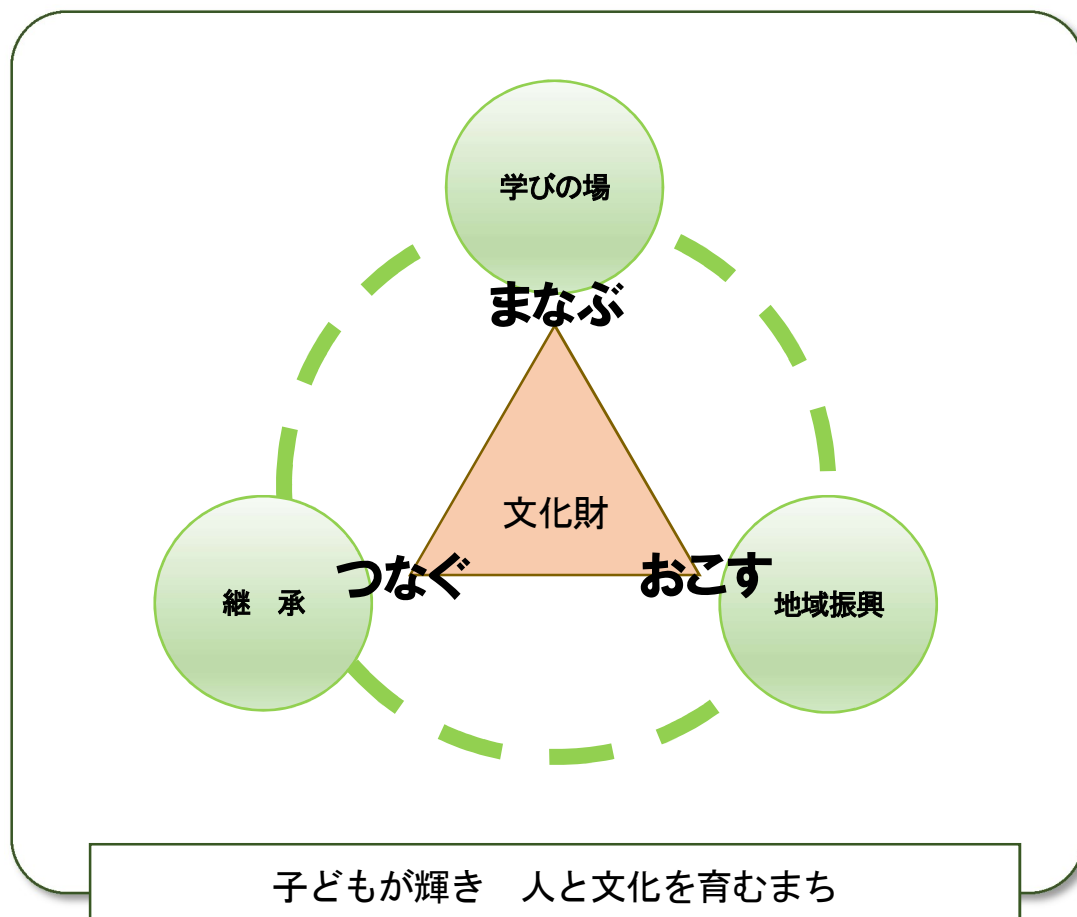 学びの場
まなぶ
文化財
つなぐ
おこす
継　承
地域振興
子どもが輝き　人と文化を育むまち